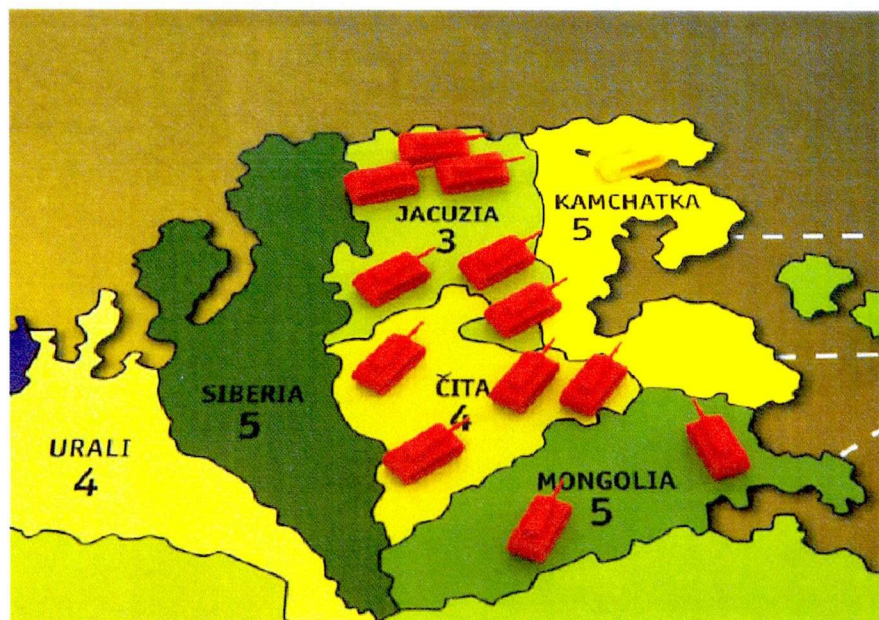 JACUZIA
3
KAMCHATKA
5
SIBERIA
5
ČITA
4
URALI
4
MONGOLIA
5